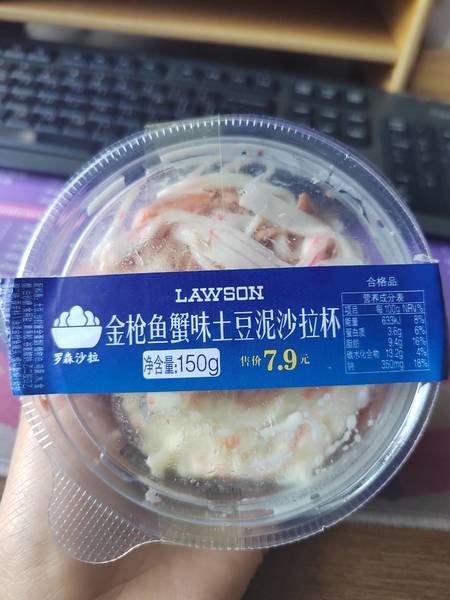 LAWSON
金枪鱼蟹味土豆泥沙拉杯
罗森沙拉
净含量:150g
售价7.9元
合格品
营养成分表
项目 每100g NRV%
能量 633KJ 8%
蛋白质 3.6g 6%
脂肪 9.4g 16%
碳水化合物 13.2g 4%
钠 350mg 18%